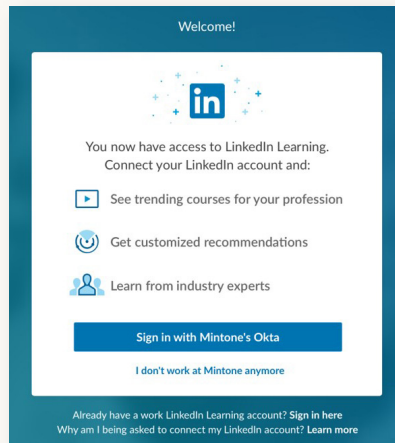 Welcome!
in
You now have access to LinkedIn Learning.
Connect your LinkedIn account and:
See trending courses for your profession
Get customized recommendations
Learn from industry experts
Sign in with Mintone's Okta
I don't work at Mintone anymore
Already have a work LinkedIn Learning account? Sign in here
Why am I being asked to connect my LinkedIn account? Learn more